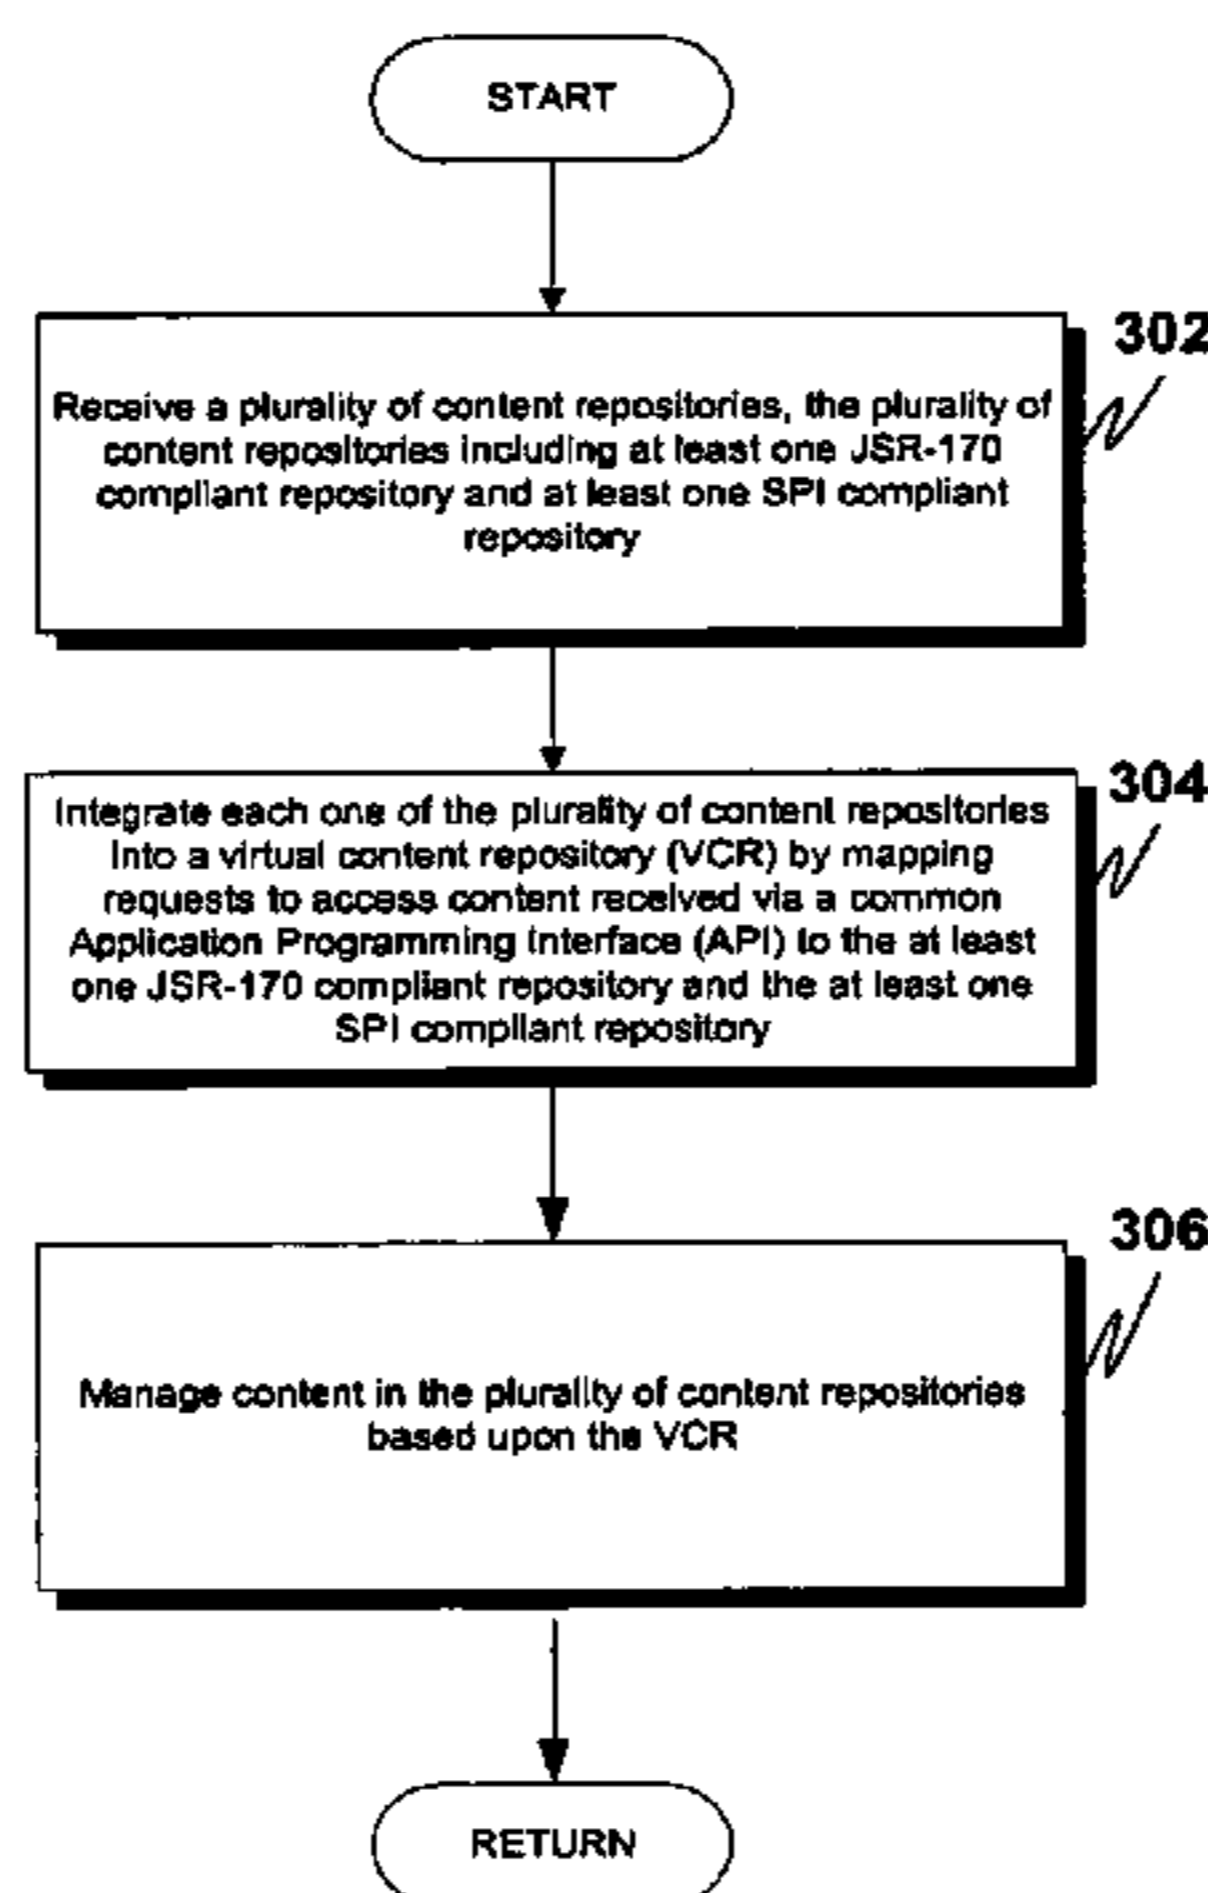 START
302
Receive a plurality of content repositories, the plurality of
content repositories including at least one JSR-170
compliant repository and at least one SPI compliant
repository
304
Integrate each one of the plurality of content repositories
into a virtual content repository (VCR) by mapping
requests to access content received via a common
Application Programming Interface (API) to the at least
one JSR-170 compliant repository and the at least one
SPI compliant repository
306
Manage content in the plurality of content repositories
based upon the VCR
RETURN